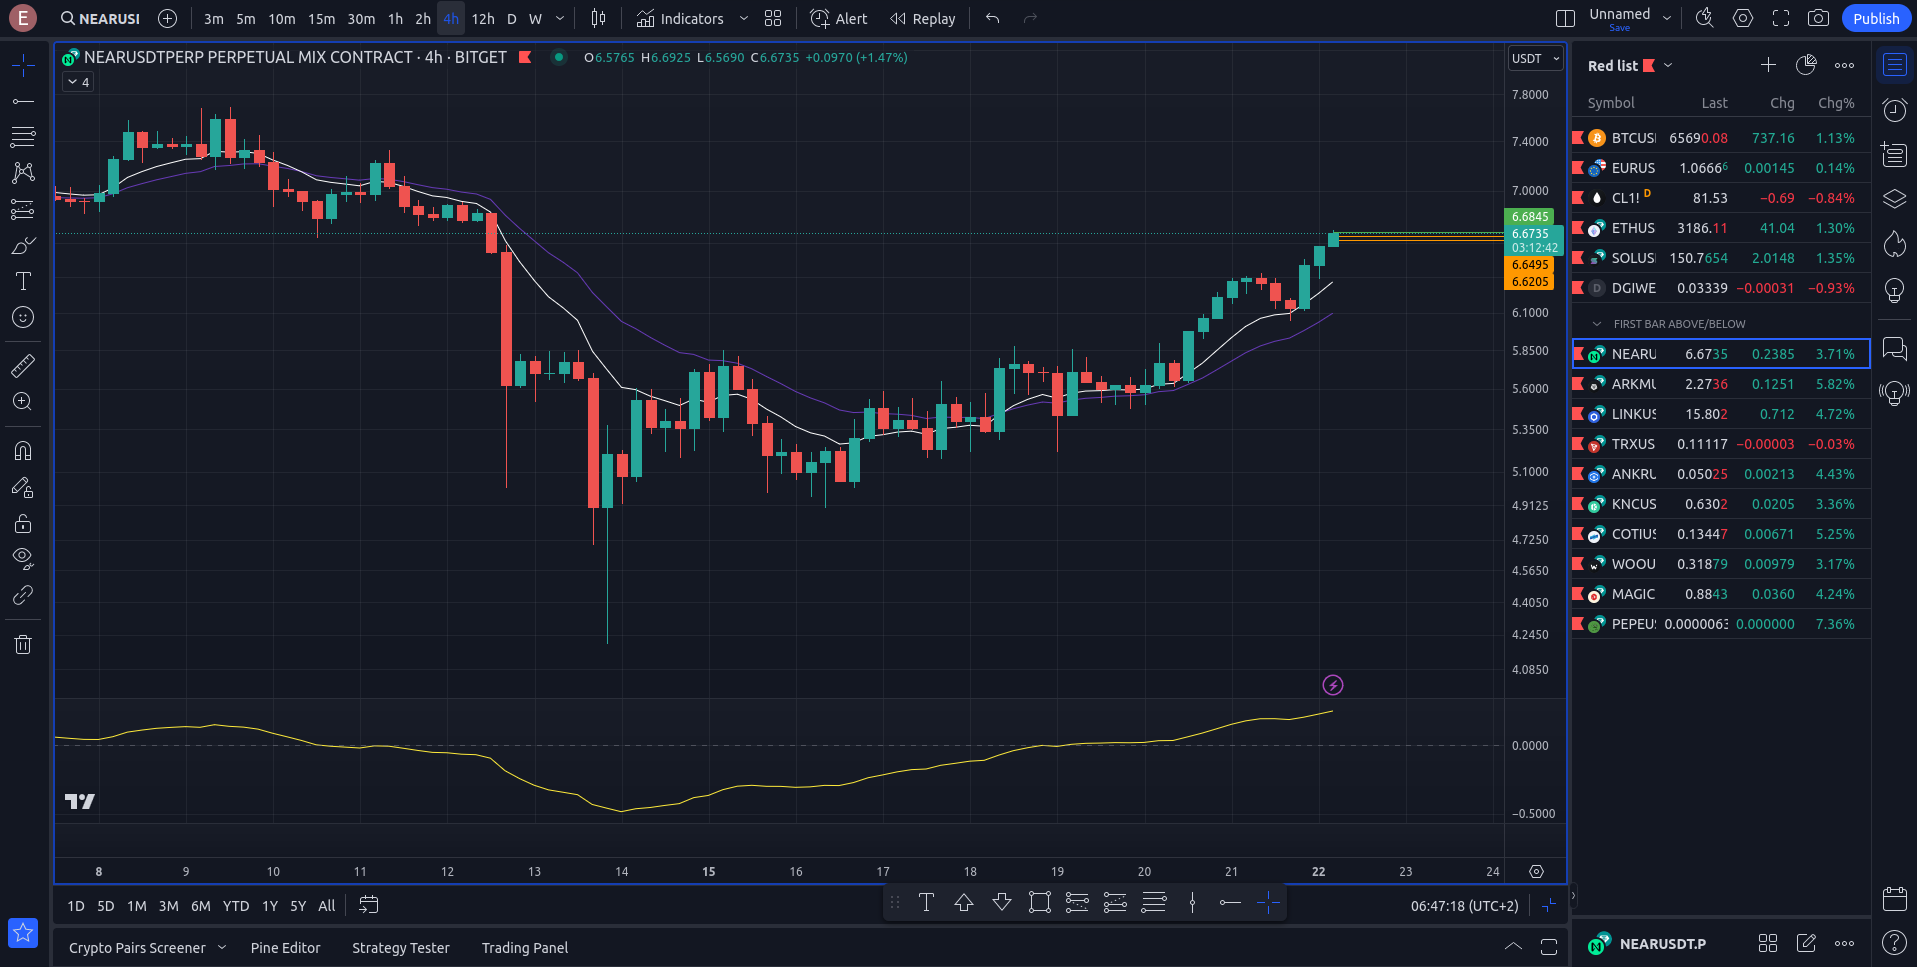 E NEARUSI 3m 5m 10m 15m 30m 1h 2h 4h 12h D W Indicators Alert Replay Unnamed Save Publish
NEARUSDTPERP PERPETUAL MIX CONTRACT · 4h · BITGET O6.5765 H6.6925 L6.5690 C6.6735 +0.0970 (+1.47%)
4
USDT
7.8000
7.4000
7.0000
6.6845
6.6735
03:12:42
6.6495
6.6205
6.1000
5.8500
5.6000
5.3500
5.1000
4.9125
4.7250
4.5650
4.4050
4.2450
4.0850
0.0000
−0.5000
8 9 10 11 12 13 14 15 16 17 18 19 20 21 22 23 24
1D 5D 1M 3M 6M YTD 1Y 5Y All 06:47:18 (UTC+2)
Crypto Pairs Screener Pine Editor Strategy Tester Trading Panel
Red list
Symbol Last Chg Chg%
BTCUSI 65690.08 737.16 1.13%
EURUS 1.06666 0.00145 0.14%
CL1! D 81.53 −0.69 −0.84%
ETHUS 3186.11 41.04 1.30%
SOLUSI 150.7654 2.0148 1.35%
D DGIWE 0.03339 −0.00031 −0.93%
FIRST BAR ABOVE/BELOW
NEARU 6.6735 0.2385 3.71%
ARKMU 2.2736 0.1251 5.82%
LINKUS 15.802 0.712 4.72%
TRXUS 0.11117 −0.00003 −0.03%
ANKRU 0.05025 0.00213 4.43%
KNCUS 0.6302 0.0205 3.36%
COTIUS 0.13447 0.00671 5.25%
WOOU 0.31879 0.00979 3.17%
MAGIC 0.8843 0.0360 4.24%
PEPEUS 0.0000063 0.000000 7.36%
NEARUSDT.P